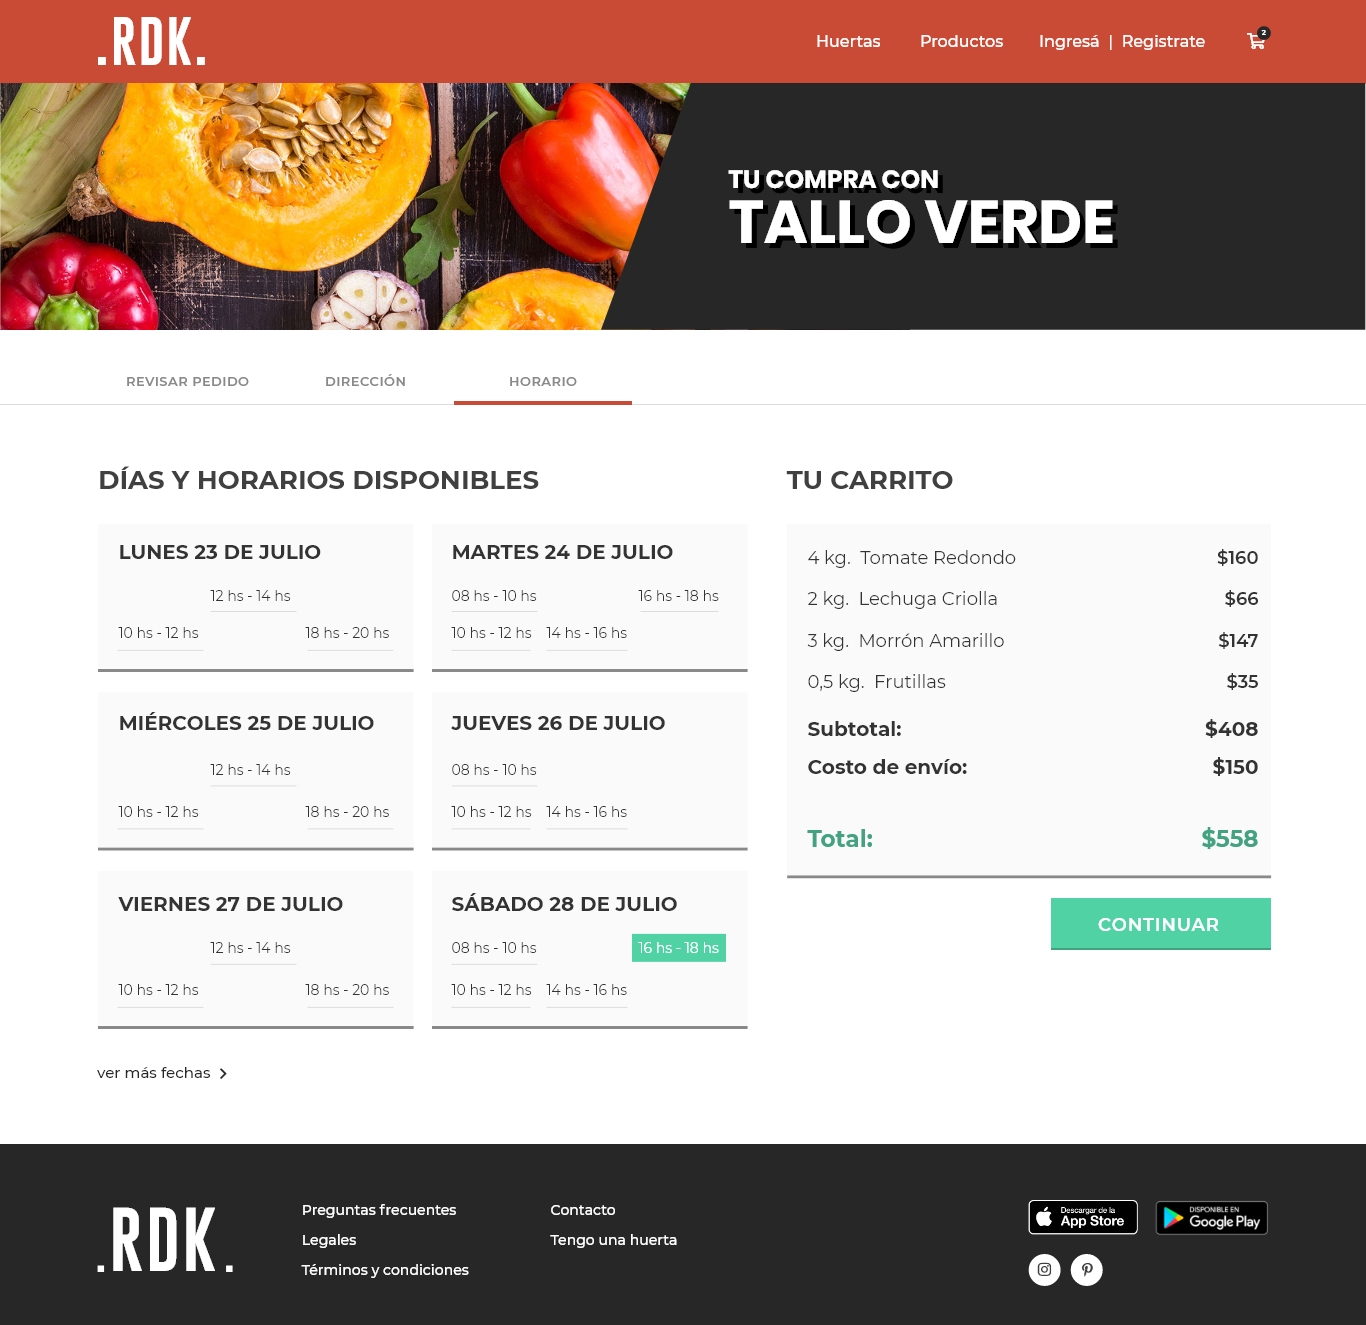 .RDK.
Huertas Productos Ingresá | Registrate 2
TU COMPRA CON
TALLO VERDE
REVISAR PEDIDO DIRECCIÓN HORARIO
DÍAS Y HORARIOS DISPONIBLES
LUNES 23 DE JULIO
12 hs - 14 hs
10 hs - 12 hs 18 hs - 20 hs
MARTES 24 DE JULIO
08 hs - 10 hs 16 hs - 18 hs
10 hs - 12 hs 14 hs - 16 hs
MIÉRCOLES 25 DE JULIO
12 hs - 14 hs
10 hs - 12 hs 18 hs - 20 hs
JUEVES 26 DE JULIO
08 hs - 10 hs
10 hs - 12 hs 14 hs - 16 hs
VIERNES 27 DE JULIO
12 hs - 14 hs
10 hs - 12 hs 18 hs - 20 hs
SÁBADO 28 DE JULIO
08 hs - 10 hs 16 hs - 18 hs
10 hs - 12 hs 14 hs - 16 hs
ver más fechas
TU CARRITO
4 kg. Tomate Redondo $160
2 kg. Lechuga Criolla $66
3 kg. Morrón Amarillo $147
0,5 kg. Frutillas $35
Subtotal: $408
Costo de envío: $150
Total: $558
CONTINUAR
.RDK.
Preguntas frecuentes
Legales
Términos y condiciones
Contacto
Tengo una huerta
Descargar de la
App Store
DISPONIBLE EN
Google Play